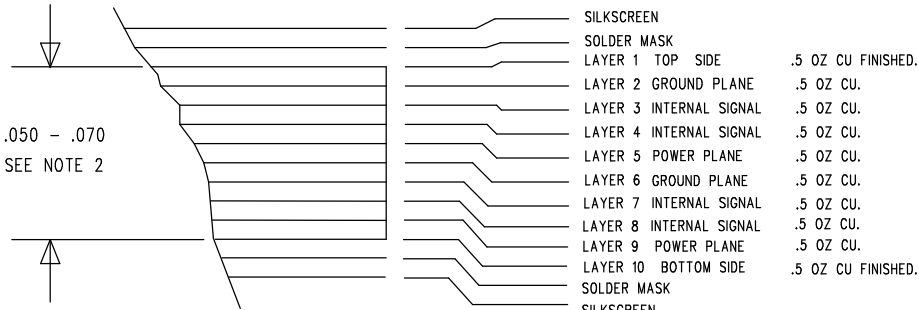 SILKSCREEN
SOLDER MASK
LAYER 1 TOP SIDE .5 OZ CU FINISHED.
LAYER 2 GROUND PLANE .5 OZ CU.
LAYER 3 INTERNAL SIGNAL .5 OZ CU.
LAYER 4 INTERNAL SIGNAL .5 OZ CU.
LAYER 5 POWER PLANE .5 OZ CU.
LAYER 6 GROUND PLANE .5 OZ CU.
LAYER 7 INTERNAL SIGNAL .5 OZ CU.
LAYER 8 INTERNAL SIGNAL .5 OZ CU.
LAYER 9 POWER PLANE .5 OZ CU.
LAYER 10 BOTTOM SIDE .5 OZ CU FINISHED.
SOLDER MASK
SILKSCREEN
.050 - .070
SEE NOTE 2